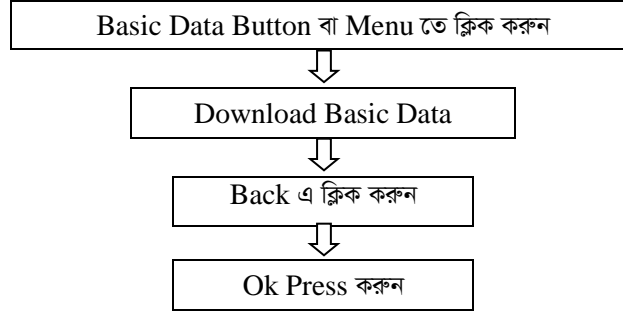 Basic Data Button বা Menu তে ক্লিক করুন
Download Basic Data
Back এ ক্লিক করুন
Ok Press করুন